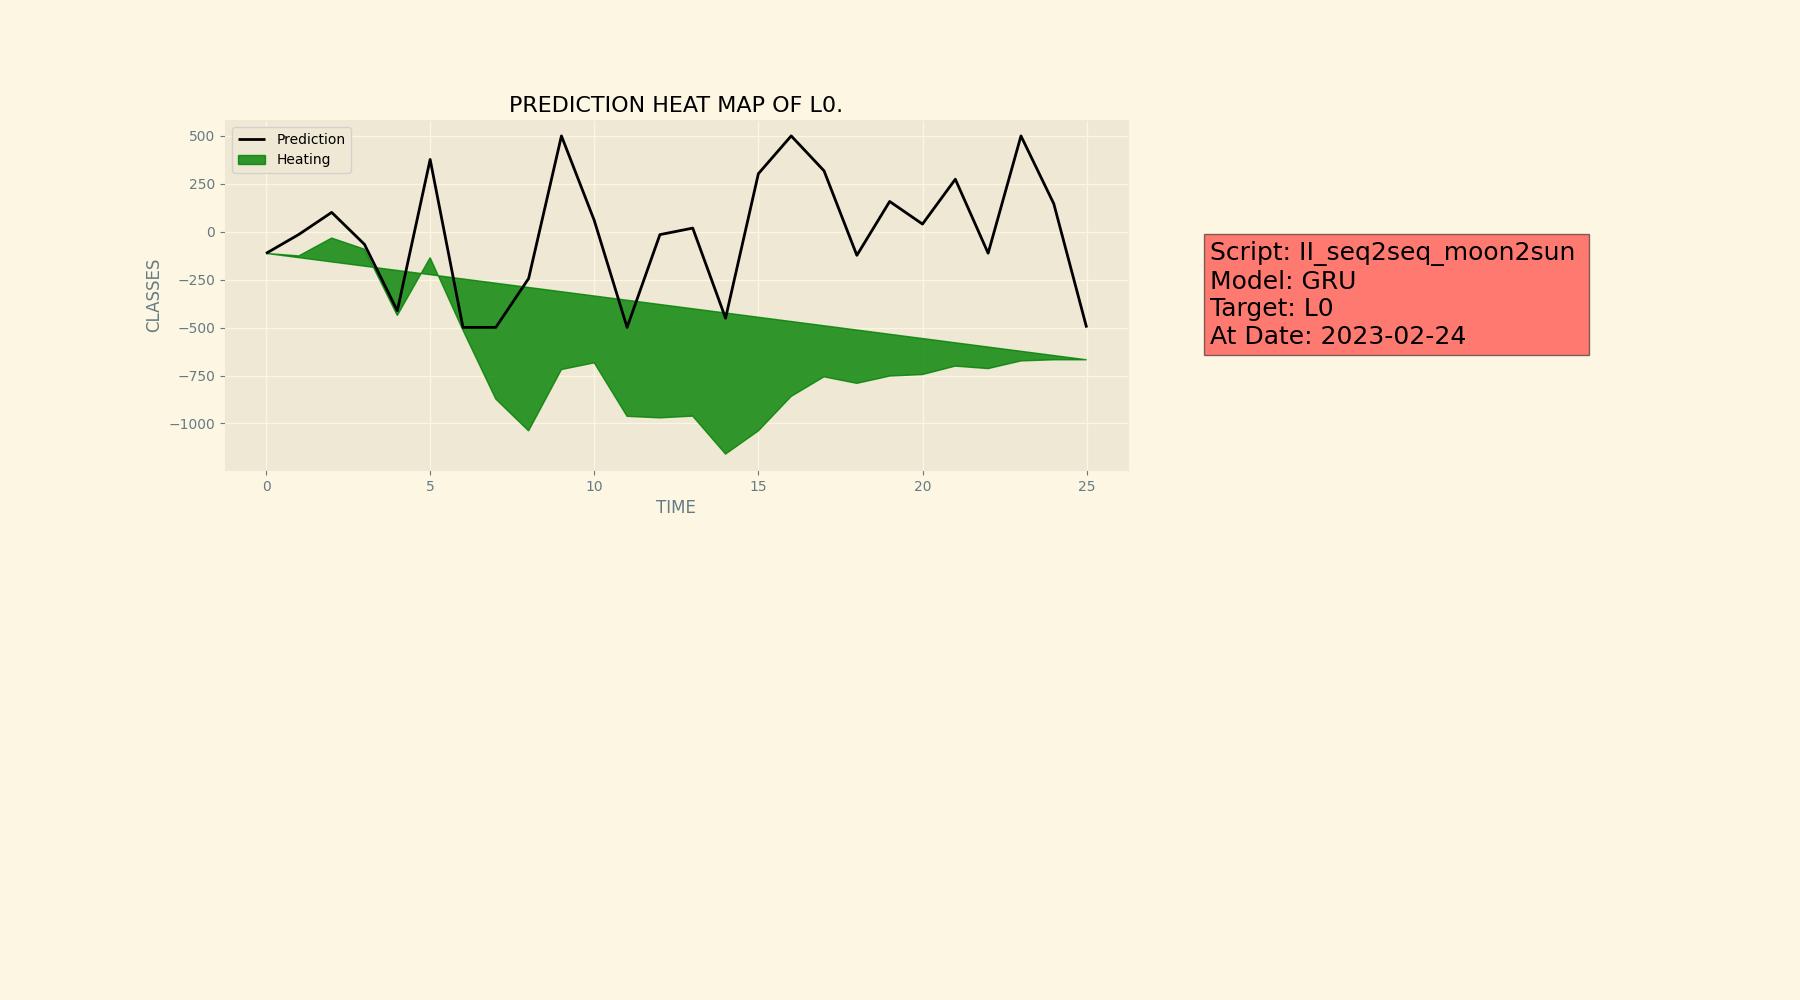 PREDICTION HEAT MAP OF L0.
Prediction
Heating
500
250
0
−250
−500
−750
−1000
CLASSES
0 5 10 15 20 25
TIME
Script: II_seq2seq_moon2sun
Model: GRU
Target: L0
At Date: 2023-02-24